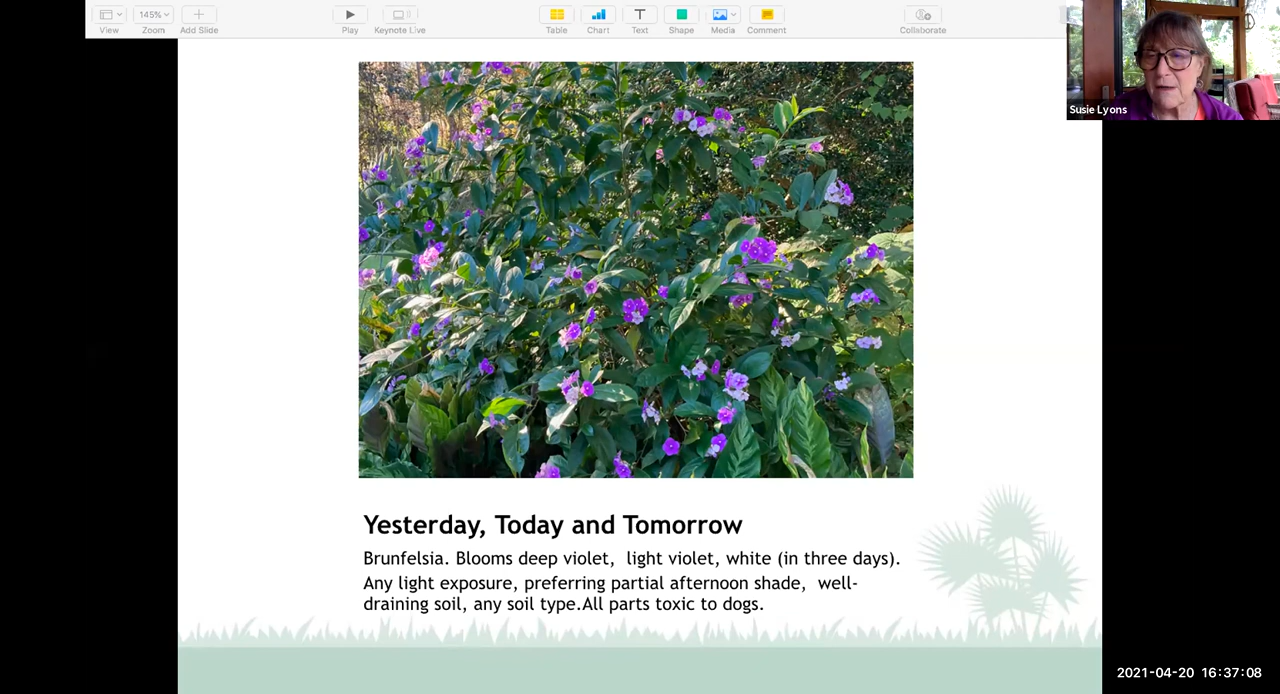 145%
View
Zoom
Add Slide
Play
Keynote Live
Table
Chart
Text
Shape
Media
Comment
Collaborate
Susie Lyons
Yesterday, Today and Tomorrow
Brunfelsia. Blooms deep violet,  light violet, white (in three days).
Any light exposure, preferring partial afternoon shade,  well-
draining soil, any soil type.All parts toxic to dogs.
2021-04-20 16:37:08